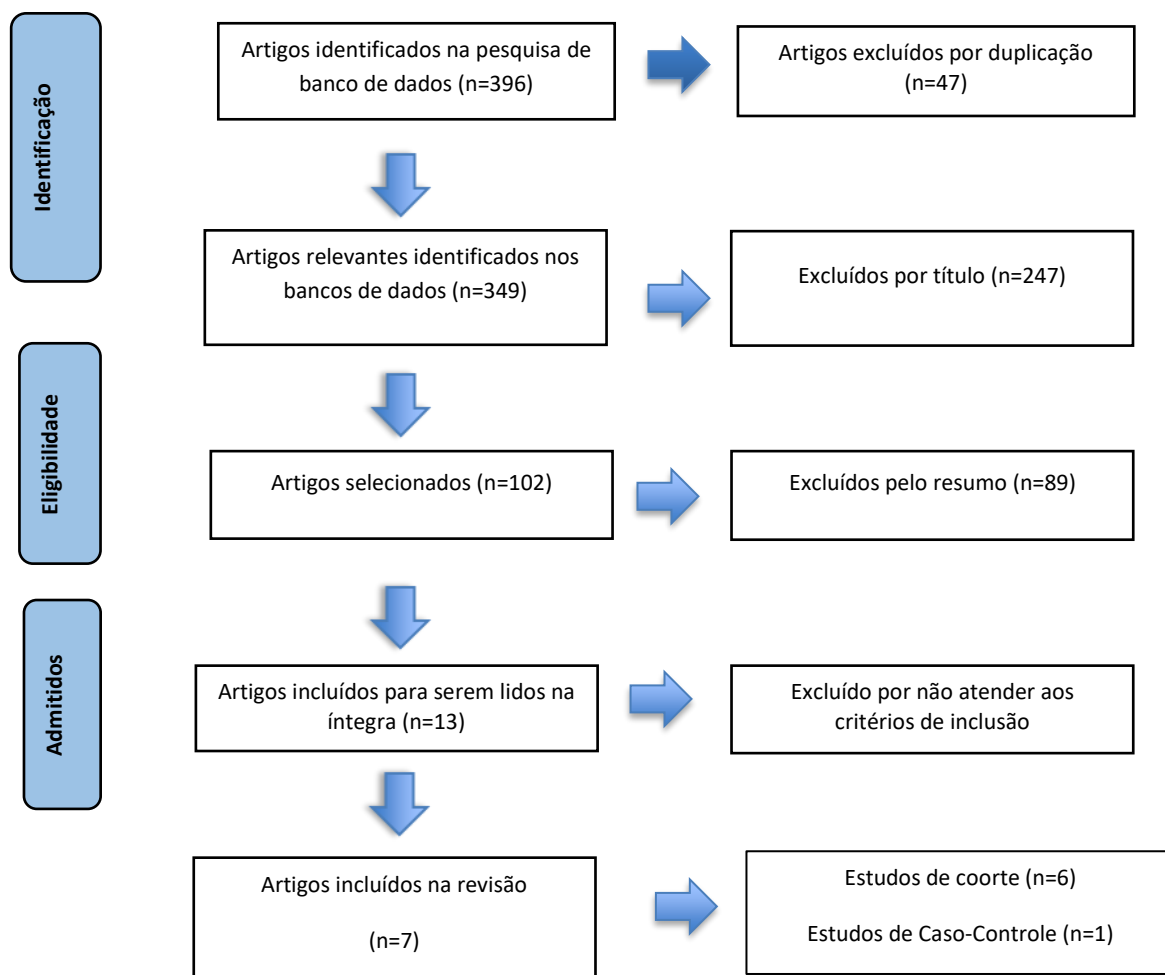 Identificação
Artigos identificados na pesquisa de
banco de dados (n=396)
Artigos excluídos por duplicação
(n=47)
Artigos relevantes identificados nos
bancos de dados (n=349)
Excluídos por título (n=247)
Eligibilidade
Artigos selecionados (n=102)
Excluídos pelo resumo (n=89)
Admitidos
Artigos incluídos para serem lidos na
íntegra (n=13)
Excluído por não atender aos
critérios de inclusão
Artigos incluídos na revisão
(n=7)
Estudos de coorte (n=6)
Estudos de Caso-Controle (n=1)